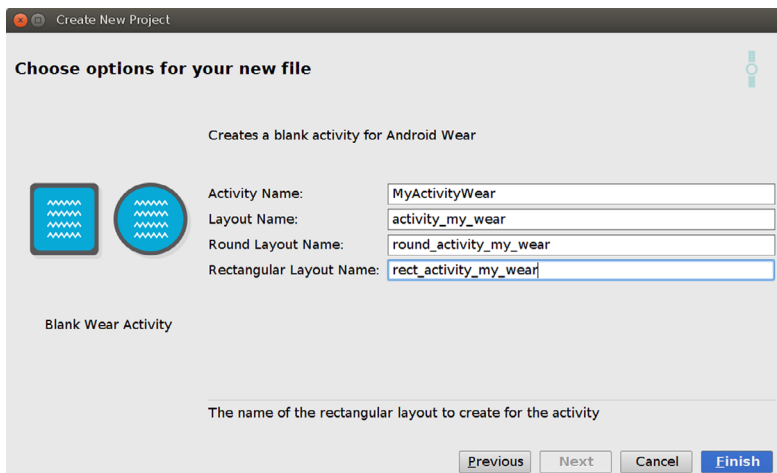 Create New Project
Choose options for your new file
Creates a blank activity for Android Wear
Activity Name: MyActivityWear
Layout Name: activity_my_wear
Round Layout Name: round_activity_my_wear
Rectangular Layout Name: rect_activity_my_wear
Blank Wear Activity
The name of the rectangular layout to create for the activity
Previous Next Cancel Finish